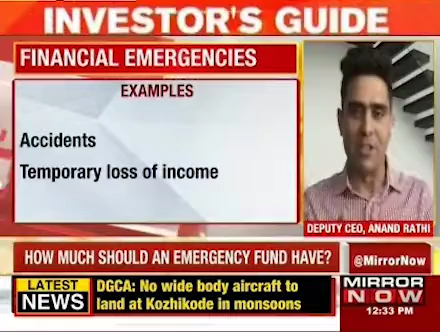 INVESTOR'S GUIDE
FINANCIAL EMERGENCIES
EXAMPLES
Accidents
Temporary loss of income
DEPUTY CEO, ANAND RATHI
HOW MUCH SHOULD AN EMERGENCY FUND HAVE?
@MirrorNow
LATEST
NEWS
DGCA: No wide body aircraft to
land at Kozhikode in monsoons
MIRROR
NOW
12:33 PM